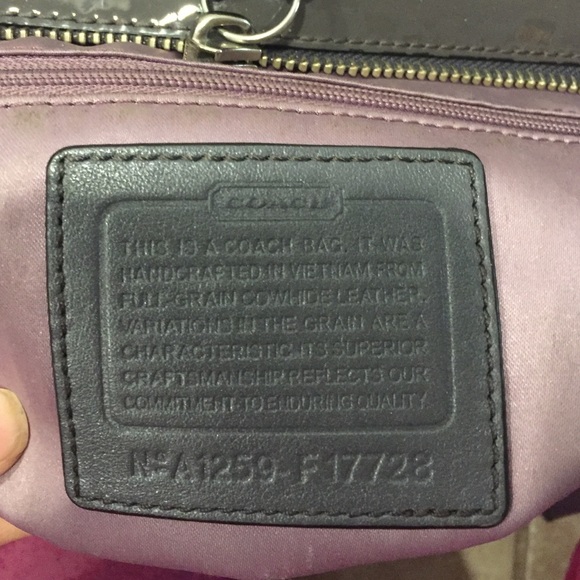 COACH
THIS IS A COACH BAG. IT WAS
HANDCRAFTED IN VIETNAM FROM
FULL-GRAIN COWHIDE LEATHER.
VARIATIONS IN THE GRAIN ARE A
CHARACTERISTIC ITS SUPERIOR
CRAFTSMANSHIP REFLECTS OUR
COMMITMENT TO ENDURING QUALITY
Nº A1259-F17728